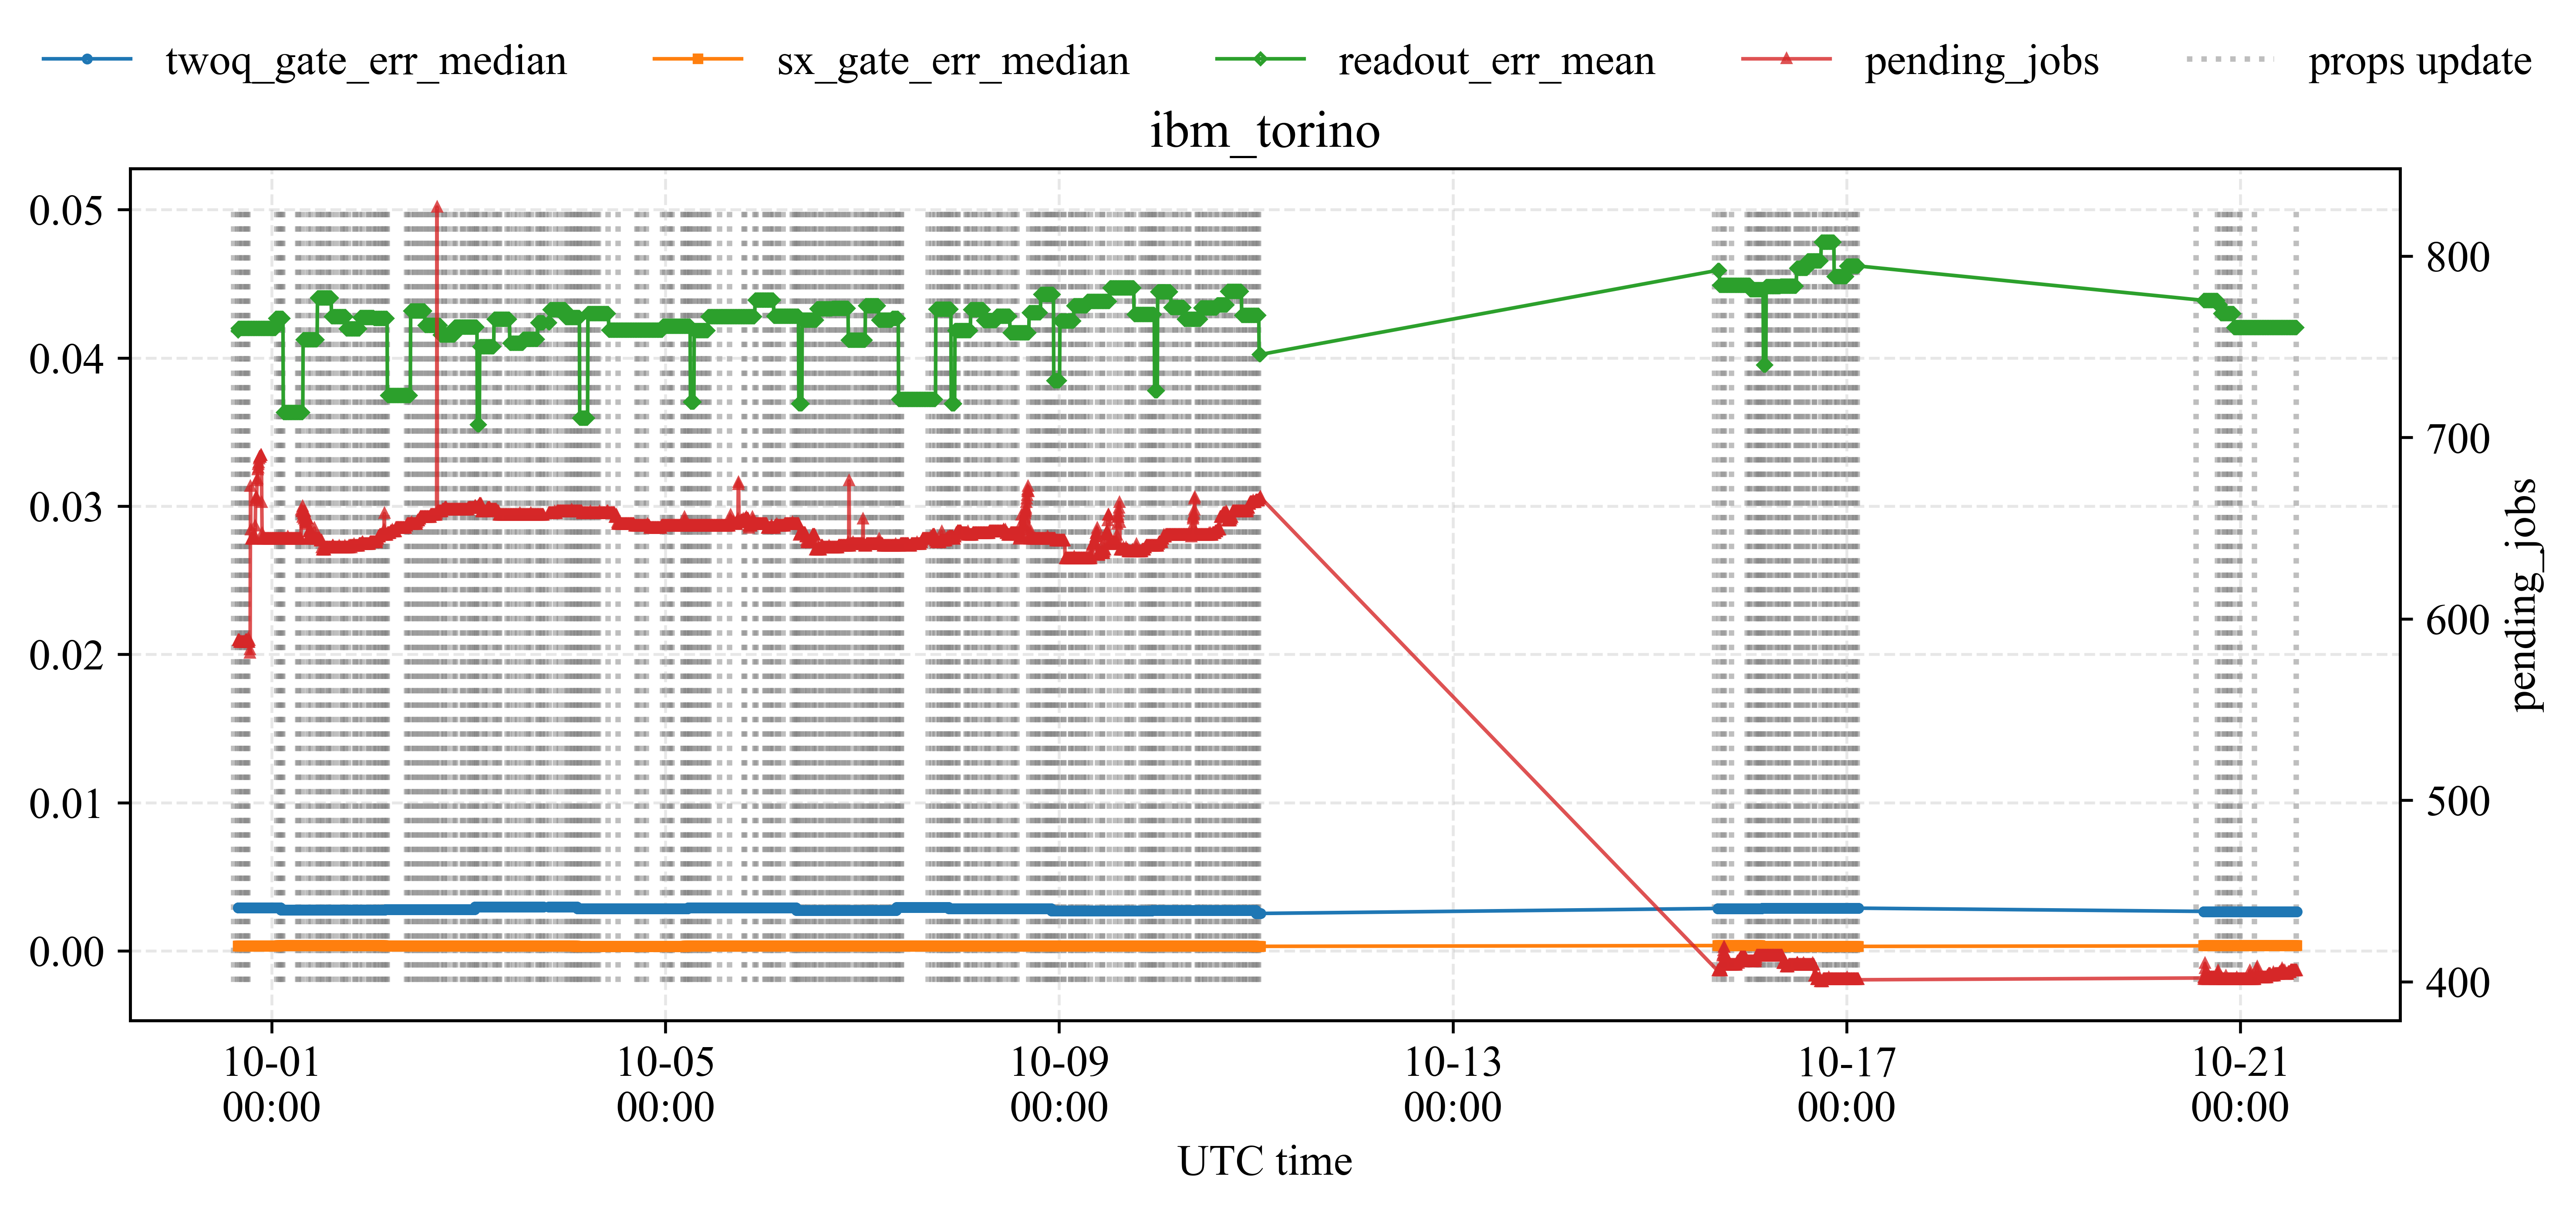 twoq_gate_err_median sx_gate_err_median readout_err_mean pending_jobs props update
ibm_torino
0.05
0.04
0.03
0.02
0.01
0.00
800
700
600
500
400
pending_jobs
10-01 10-05 10-09 10-13 10-17 10-21
00:00 00:00 00:00 00:00 00:00 00:00
UTC time